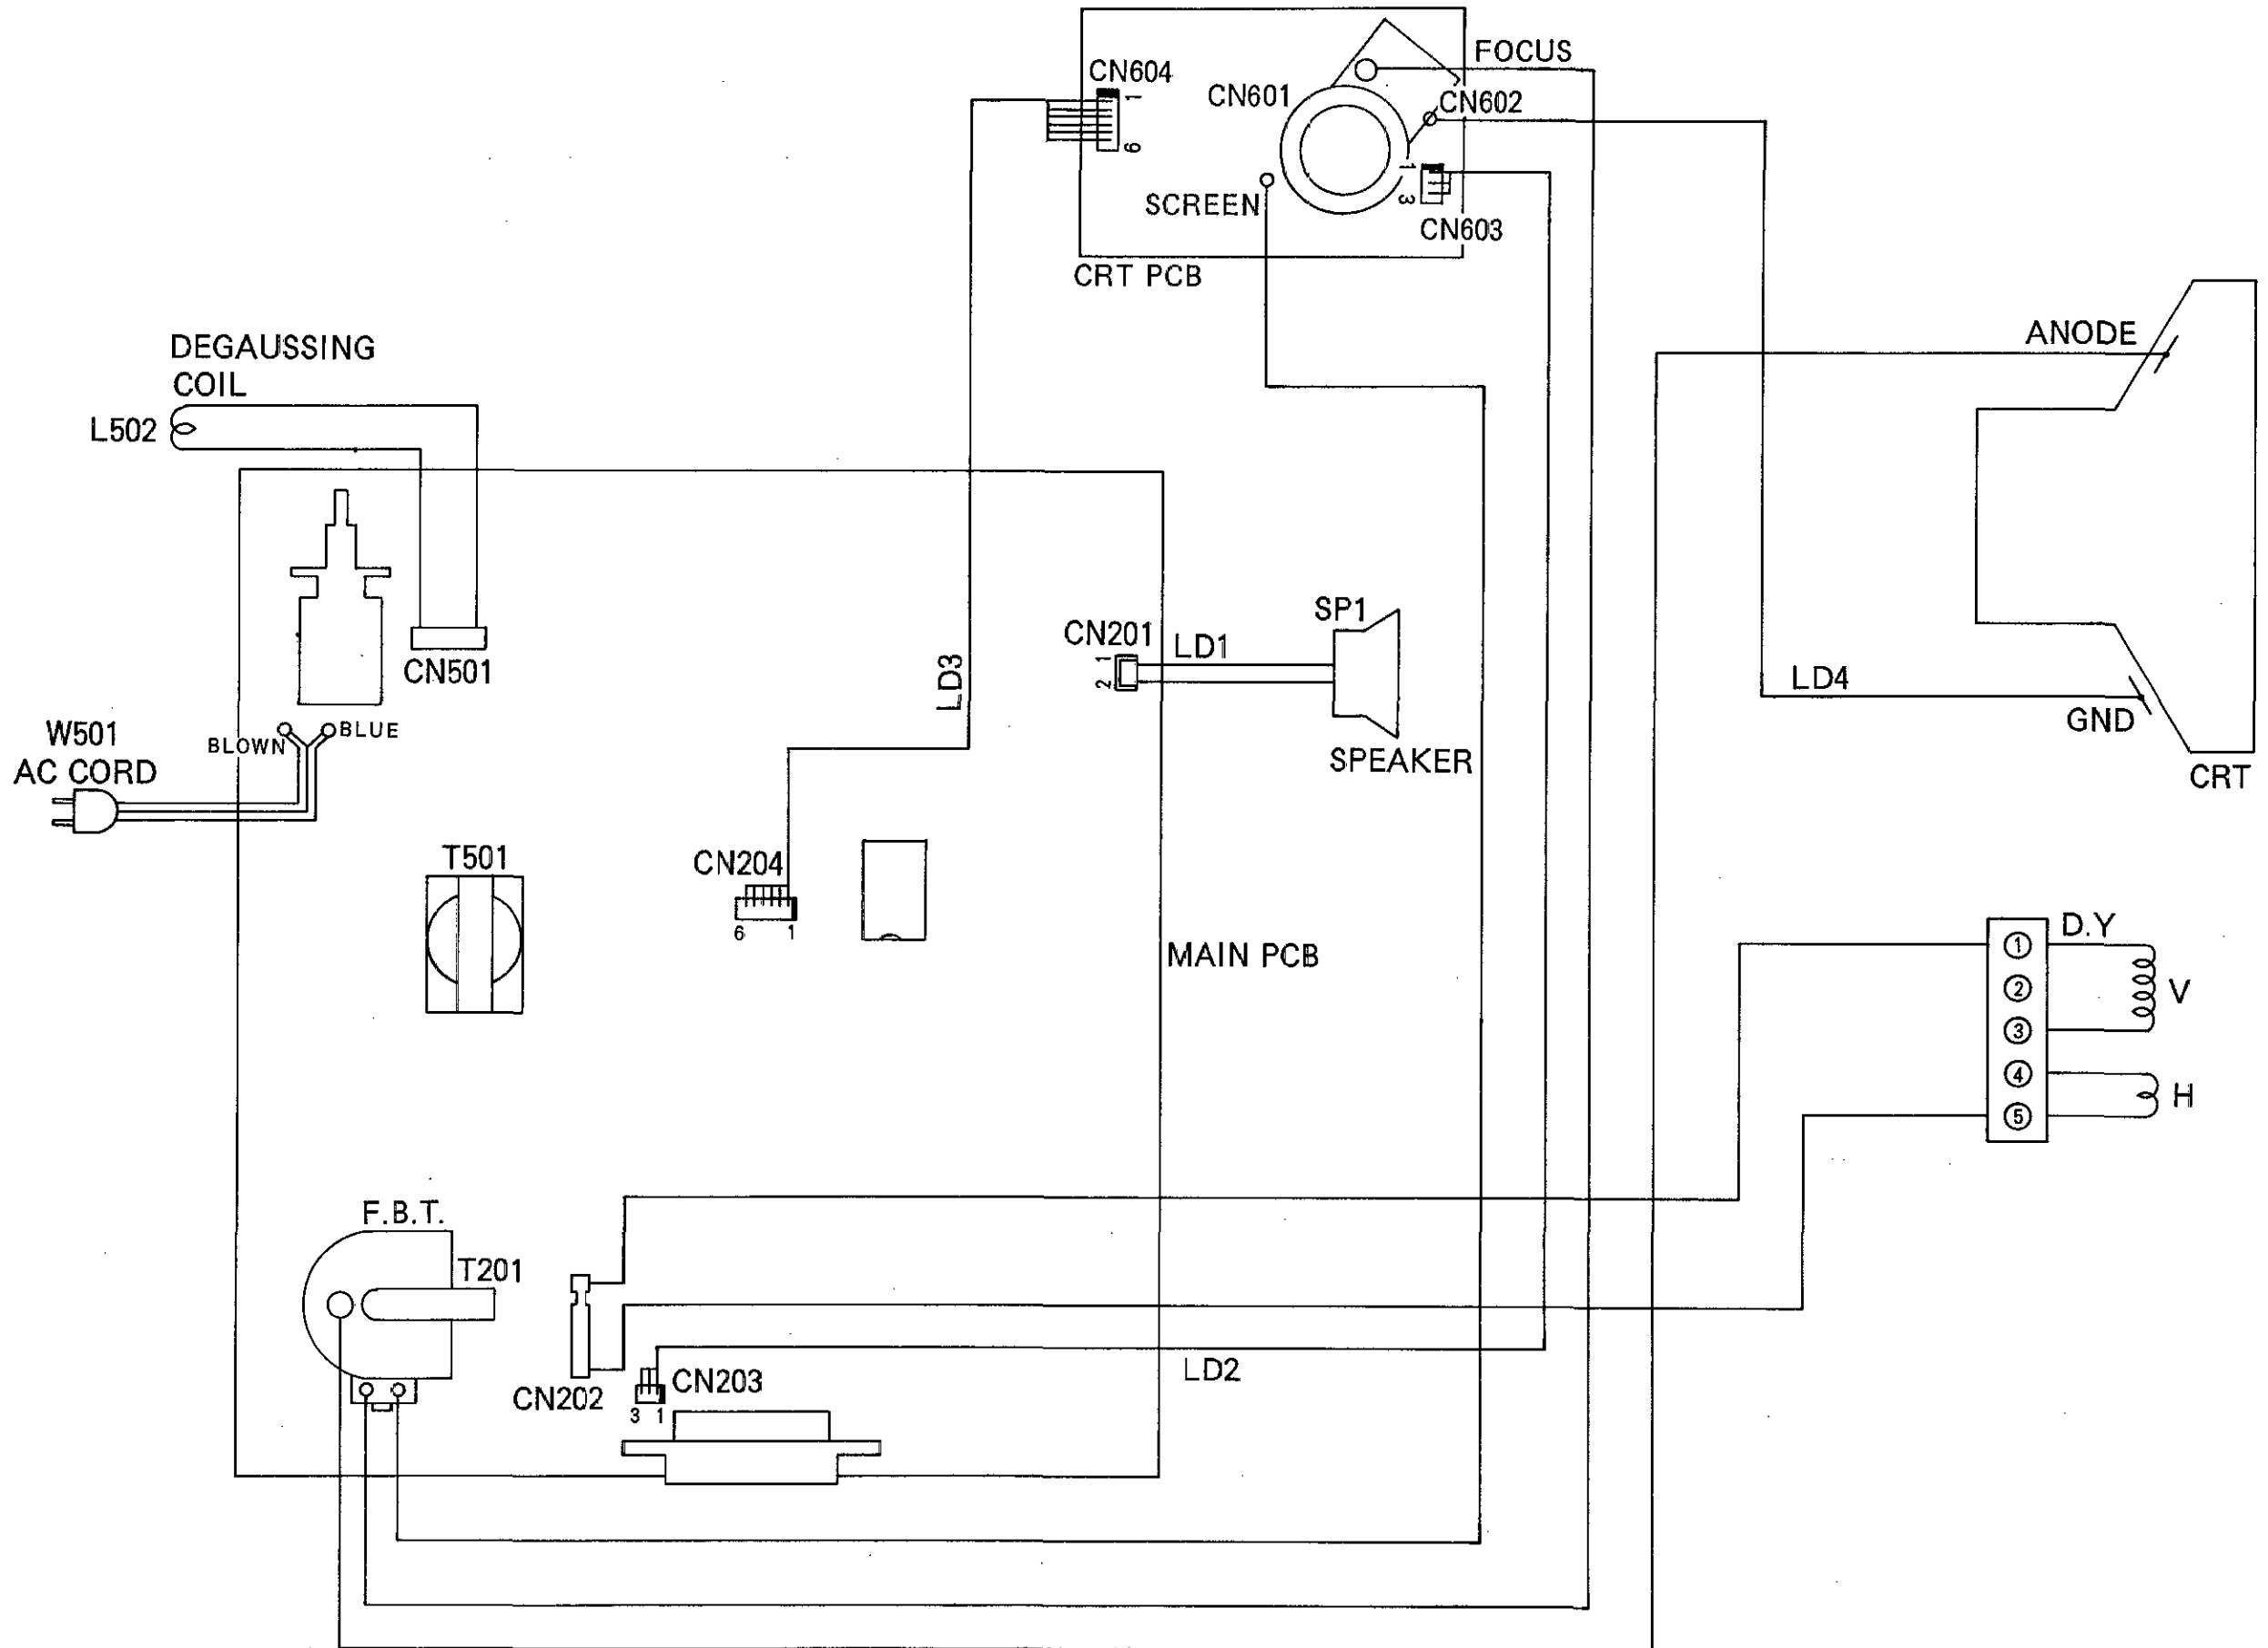 FOCUS
CN604
1
6
CN601
CN602
SCREEN
1
3
CN603
CRT PCB
DEGAUSSING
COIL
L502
ANODE
CN501
LD3
CN201
1
2
LD1
SP1
SPEAKER
LD4
GND
CRT
W501
AC CORD
BLOWN
BLUE
T501
CN204
6
1
MAIN PCB
D.Y
1
2
3
4
5
V
H
F.B.T.
T201
CN202
CN203
3
1
LD2